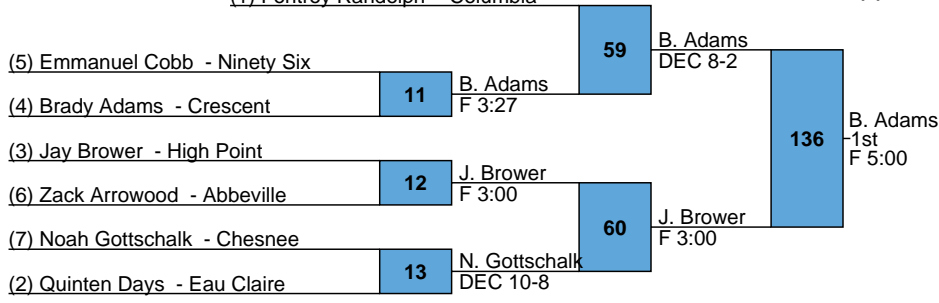 59
B. Adams
DEC 8-2
(5) Emmanuel Cobb - Ninety Six
11
B. Adams
F 3:27
(4) Brady Adams - Crescent
136
B. Adams
1st
F 5:00
(3) Jay Brower - High Point
12
J. Brower
F 3:00
(6) Zack Arrowood - Abbeville
60
J. Brower
F 3:00
(7) Noah Gottschalk - Chesnee
13
N. Gottschalk
DEC 10-8
(2) Quinten Days - Eau Claire